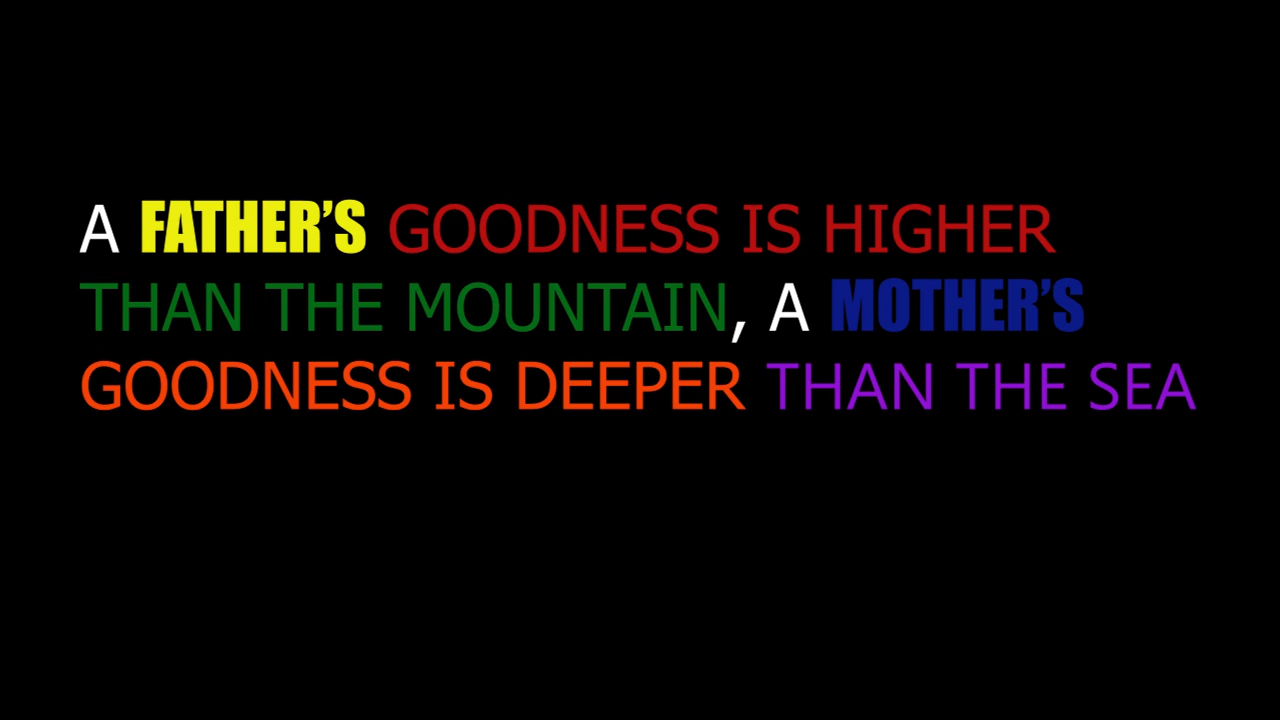 A FATHER’S GOODNESS IS HIGHER
THAN THE MOUNTAIN, A MOTHER’S
GOODNESS IS DEEPER THAN THE SEA